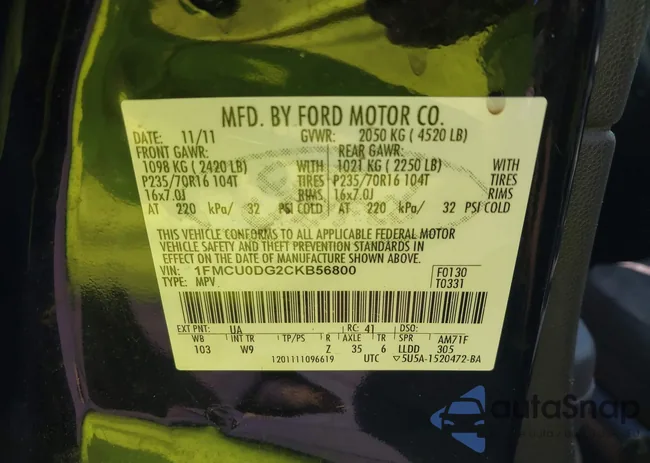 MFD. BY FORD MOTOR CO.
DATE: 11/11 GVWR: 2050 KG ( 4520 LB)
FRONT GAWR: REAR GAWR:
1098 KG ( 2420 LB) WITH 1021 KG ( 2250 LB) WITH
P235/70R16 104T TIRES P235/70R16 104T TIRES
16x7.0J RIMS 16x7.0J RIMS
AT 220 kPa/ 32 PSI COLD AT 220 kPa/ 32 PSI COLD
THIS VEHICLE CONFORMS TO ALL APPLICABLE FEDERAL MOTOR
VEHICLE SAFETY AND THEFT PREVENTION STANDARDS IN
EFFECT ON THE DATE OF MANUFACTURE SHOWN ABOVE.
VIN: 1FMCU0DG2CKB56800 F0130
TYPE: MPV T0331
EXT PNT: UA RC: 41 DSO:
WB INT TR TP/PS R AXLE TR SPR AM71F
103 W9 Z 35 6 LLDD 305
1201111096619 UTC ▽5U5A-1520472-BA
autoSnap